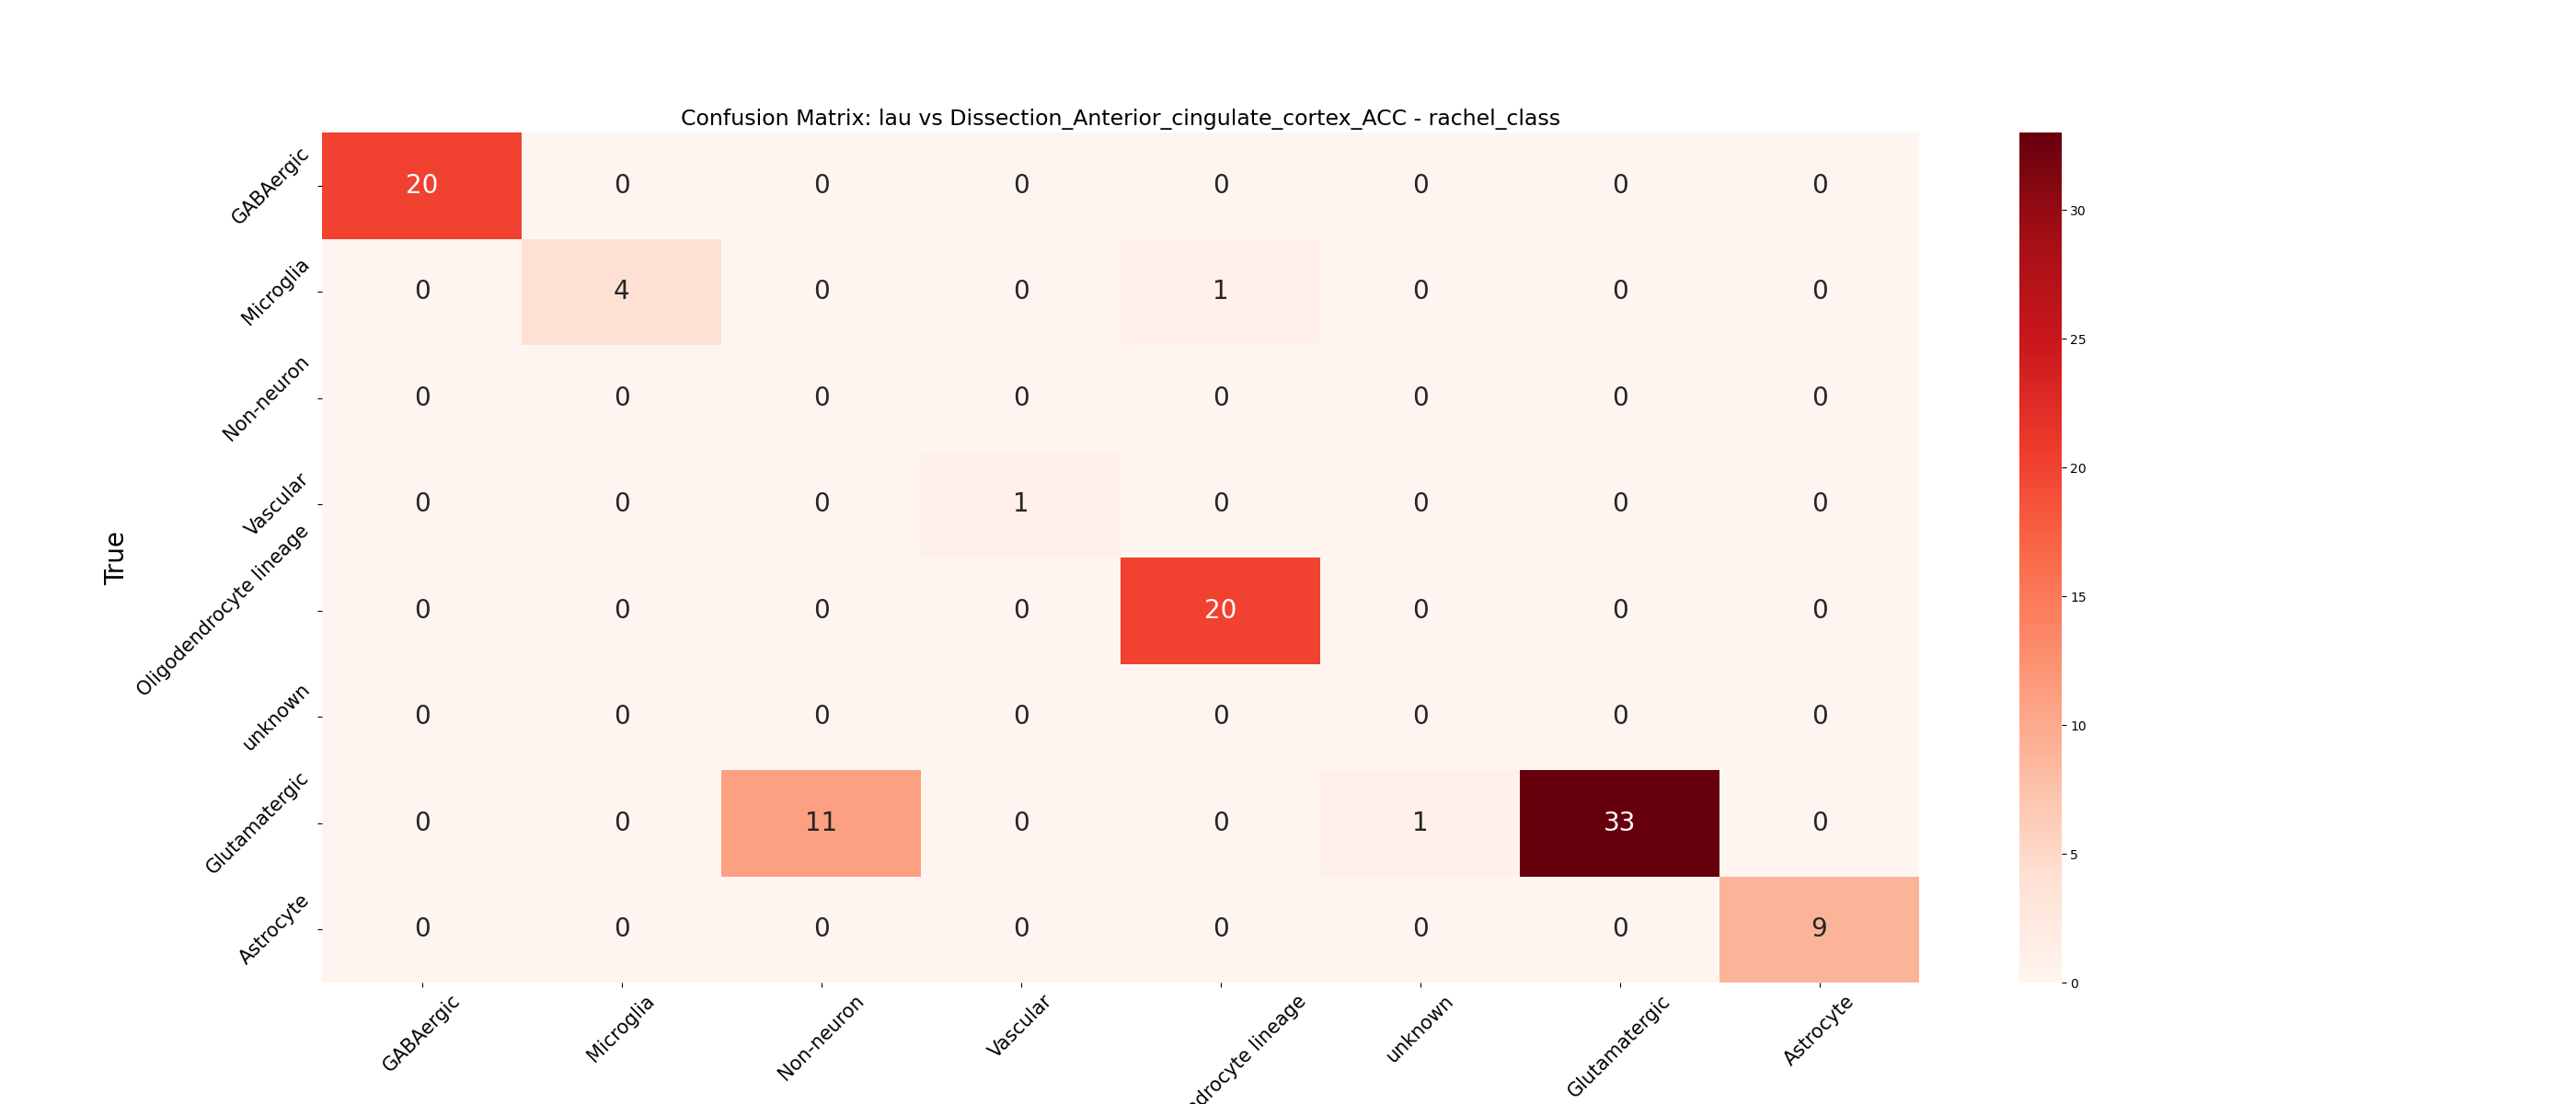 Confusion Matrix: lau vs Dissection_Anterior_cingulate_cortex_ACC - rachel_class
True
GABAergic 20 0 0 0 0 0 0 0
Microglia 0 4 0 0 1 0 0 0
Non-neuron 0 0 0 0 0 0 0 0
Vascular 0 0 0 1 0 0 0 0
Oligodendrocyte lineage 0 0 0 0 20 0 0 0
unknown 0 0 0 0 0 0 0 0
Glutamatergic 0 0 11 0 0 1 33 0
Astrocyte 0 0 0 0 0 0 0 9
GABAergic Microglia Non-neuron Vascular lineage unknown Glutamatergic Astrocyte
30
25
20
15
10
5
0